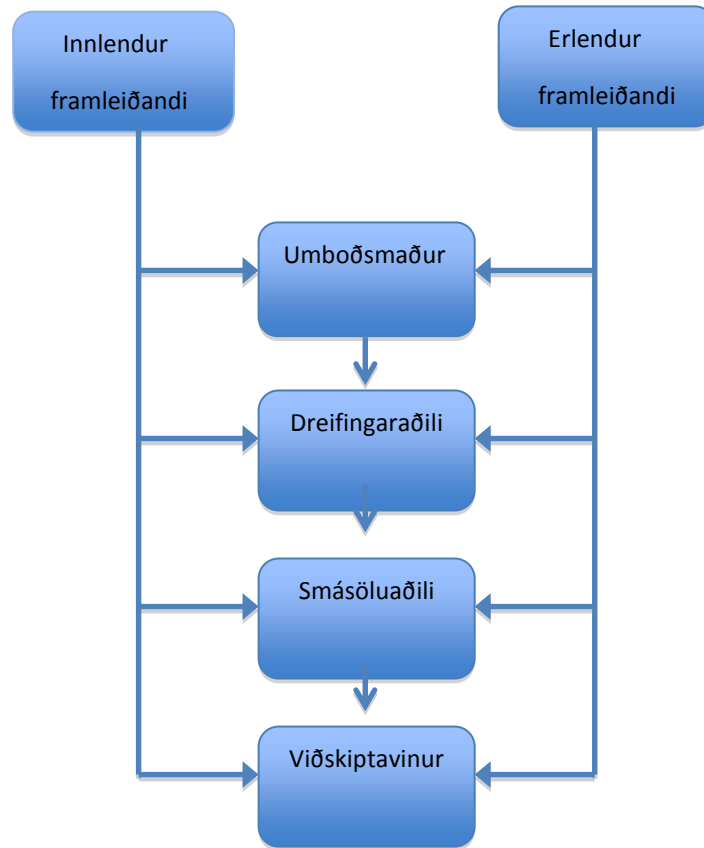 Innlendur
framleiðandi
Erlendur
framleiðandi
Umboðsmaður
Dreifingaraðili
Smásöluaðili
Viðskiptavinur